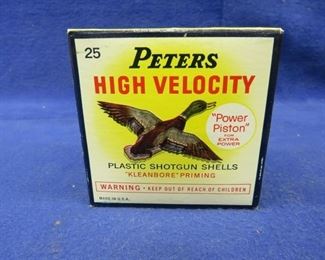 25
PETERS
HIGH VELOCITY
"Power
Piston"
FOR
EXTRA
POWER
PLASTIC SHOTGUN SHELLS
"KLEANBORE" PRIMING
WARNING • KEEP OUT OF REACH OF CHILDREN
MADE IN U.S.A.